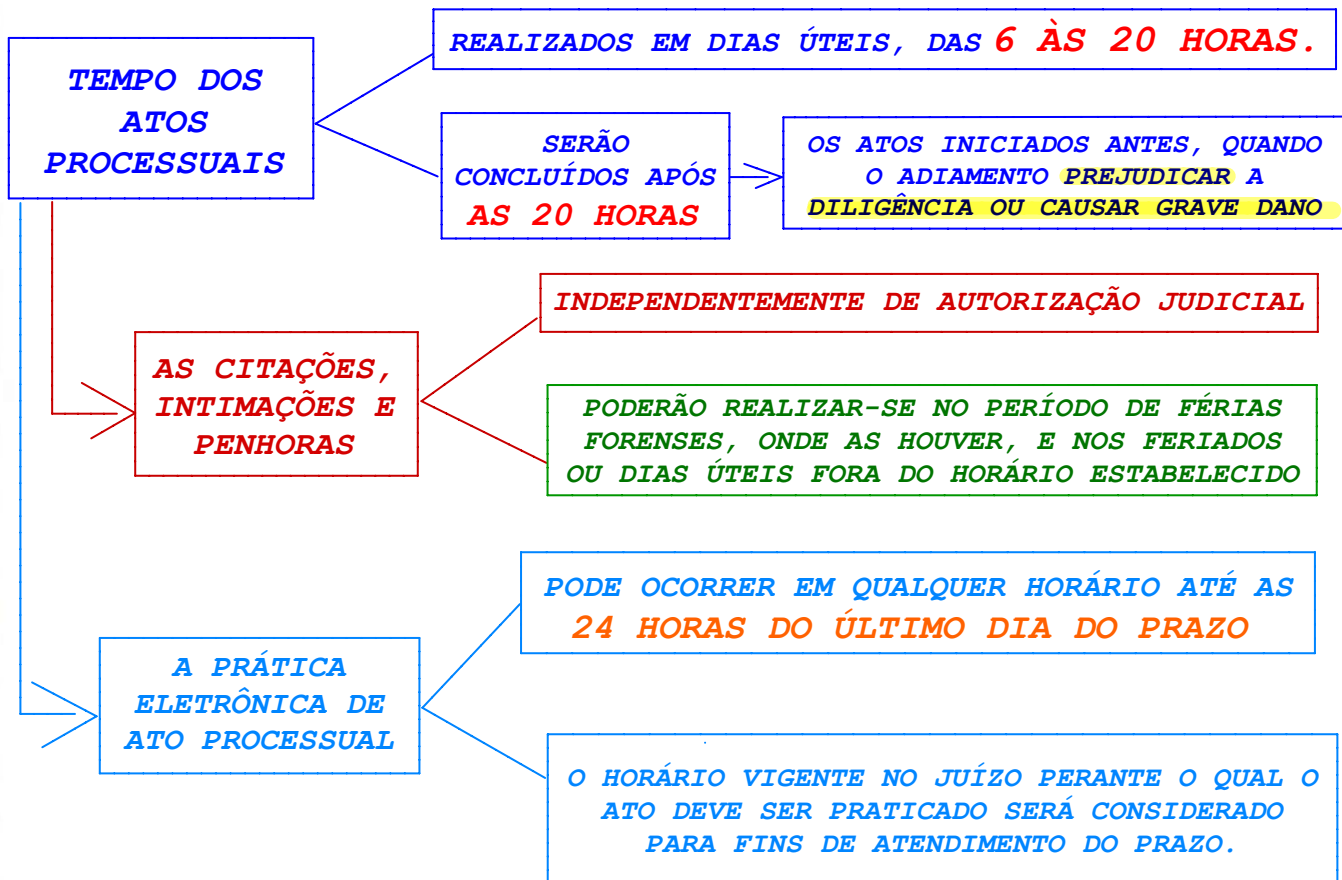 TEMPO DOS
ATOS
PROCESSUAIS
REALIZADOS EM DIAS ÚTEIS, DAS 6 ÀS 20 HORAS.
SERÃO
CONCLUÍDOS APÓS
AS 20 HORAS
OS ATOS INICIADOS ANTES, QUANDO
O ADIAMENTO PREJUDICAR A
DILIGÊNCIA OU CAUSAR GRAVE DANO
AS CITAÇÕES,
INTIMAÇÕES E
PENHORAS
INDEPENDENTEMENTE DE AUTORIZAÇÃO JUDICIAL
PODERÃO REALIZAR-SE NO PERÍODO DE FÉRIAS
FORENSES, ONDE AS HOUVER, E NOS FERIADOS
OU DIAS ÚTEIS FORA DO HORÁRIO ESTABELECIDO
A PRÁTICA
ELETRÔNICA DE
ATO PROCESSUAL
PODE OCORRER EM QUALQUER HORÁRIO ATÉ AS
24 HORAS DO ÚLTIMO DIA DO PRAZO
O HORÁRIO VIGENTE NO JUÍZO PERANTE O QUAL O
ATO DEVE SER PRATICADO SERÁ CONSIDERADO
PARA FINS DE ATENDIMENTO DO PRAZO.